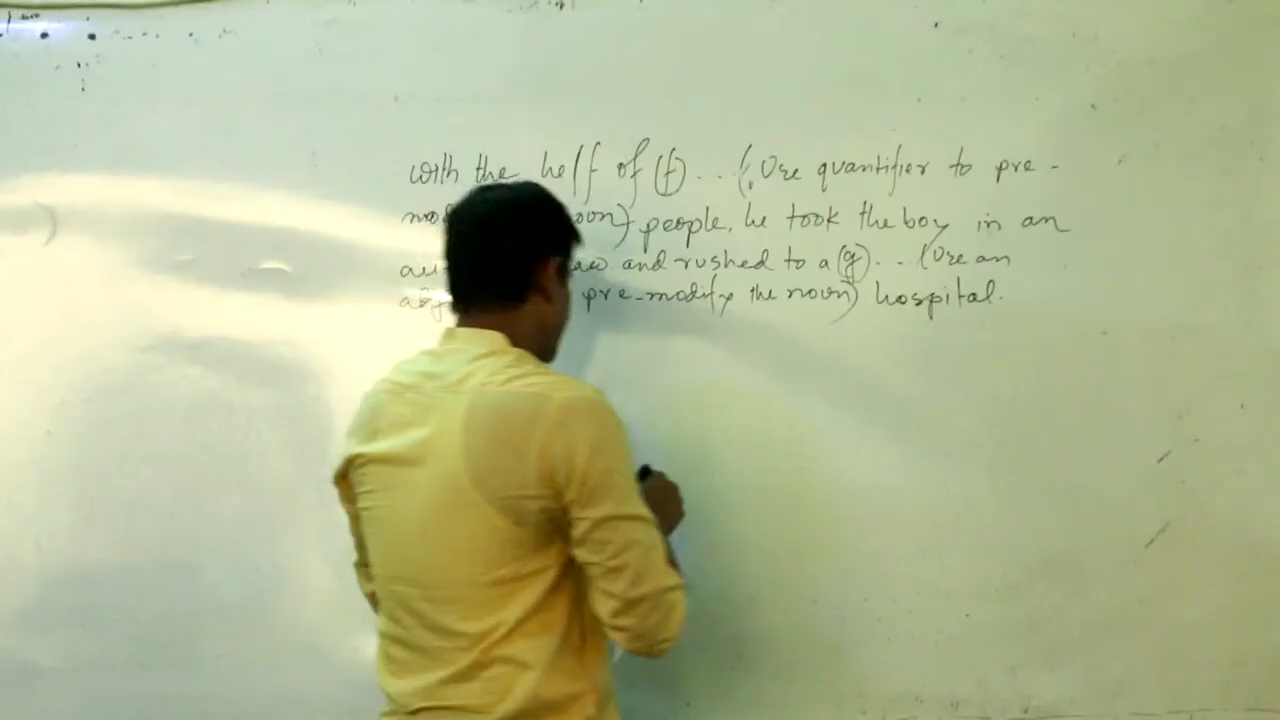 with the help of (f)... (Use quantifier to pre-
people, he took the boy in an
and rushed to a (g)... (Use an
pre-modify the noun) hospital.